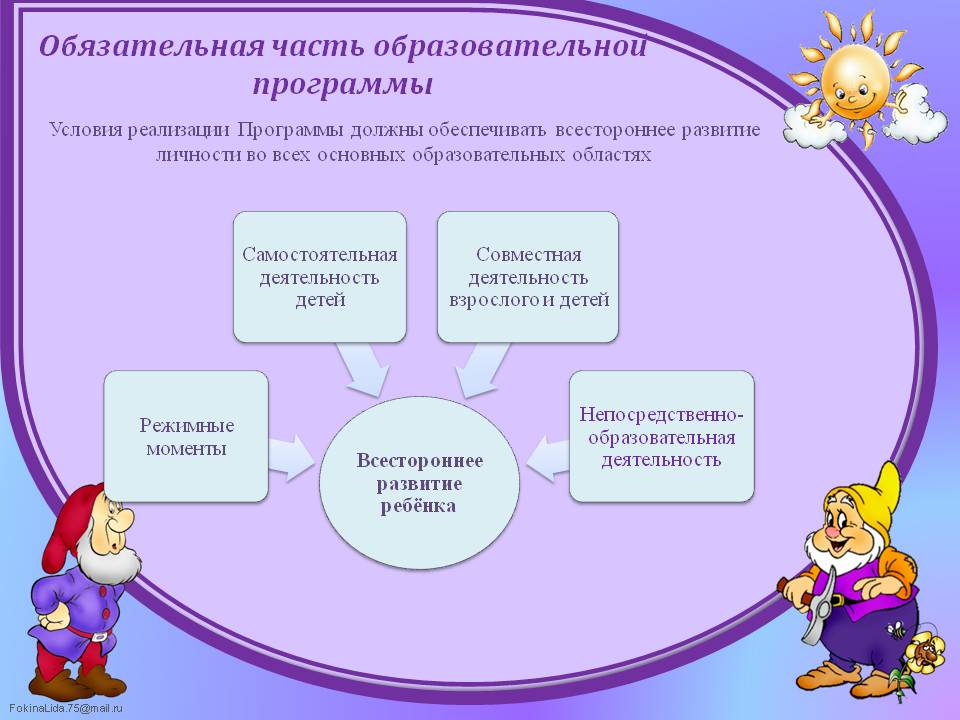 Обязательная часть образовательной
программы
Условия реализации Программы должны обеспечивать всестороннее развитие
личности во всех основных образовательных областях
Самостоятельная
деятельность
детей
Совместная
деятельность
взрослого и детей
Режимные
моменты
Непосредственно-
образовательная
деятельность
Всестороннее
развитие
ребёнка
FokinaLida.75@mail.ru